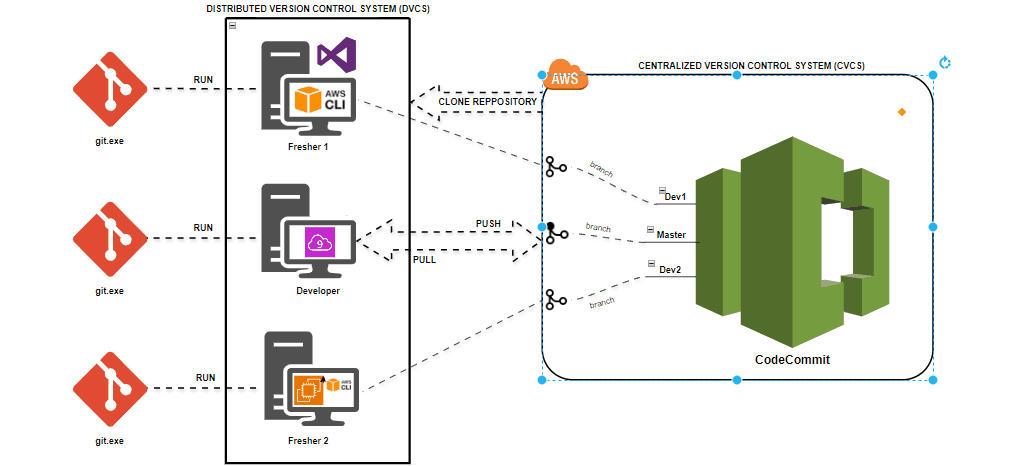 DISTRIBUTED VERSION CONTROL SYSTEM (DVCS)
CENTRALIZED VERSION CONTROL SYSTEM (CVCS)
AWS
RUN
AWS
CLI
CLONE REPPOSITORY
git.exe
Fresher 1
branch
Dev1
RUN
PUSH
branch
Master
9
PULL
Dev2
git.exe
Developer
branch
CodeCommit
RUN
AWS
CLI
git.exe
Fresher 2